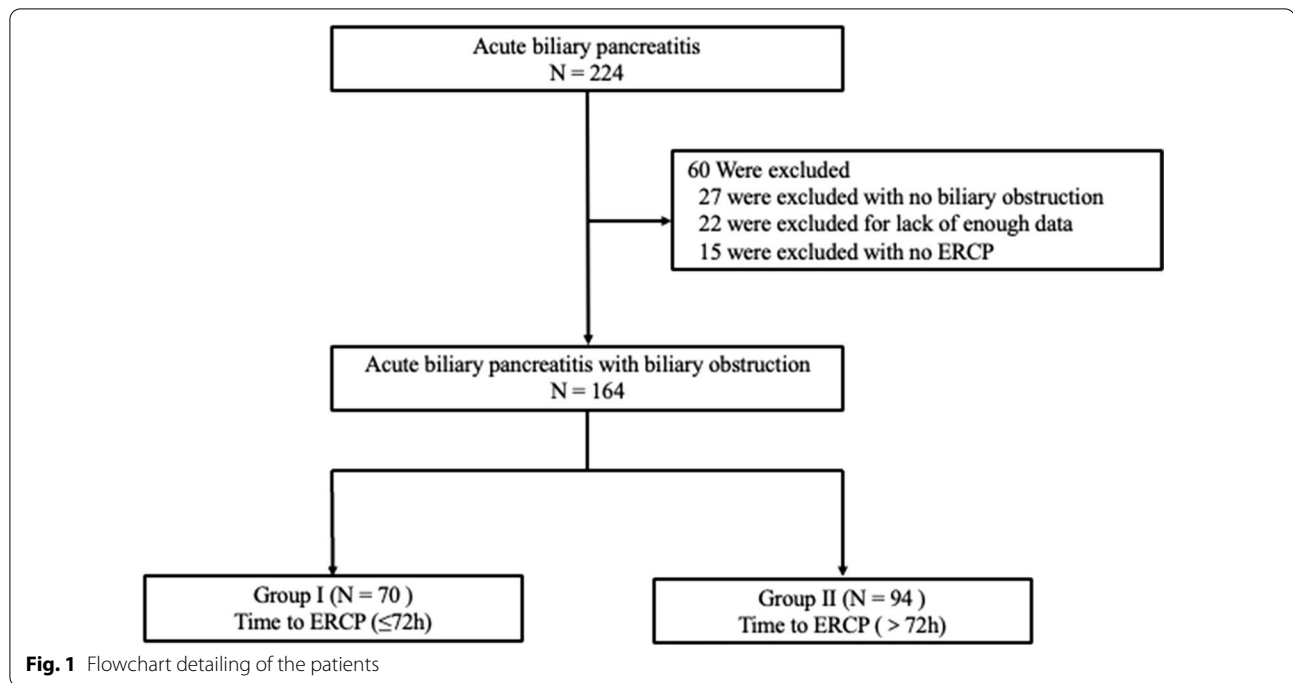 Acute biliary pancreatitis
N = 224
60 Were excluded
27 were excluded with no biliary obstruction
22 were excluded for lack of enough data
15 were excluded with no ERCP
Acute biliary pancreatitis with biliary obstruction
N = 164
Group I (N = 70 )
Time to ERCP (≤72h)
Group II (N = 94 )
Time to ERCP ( > 72h)
Fig. 1 Flowchart detailing of the patients